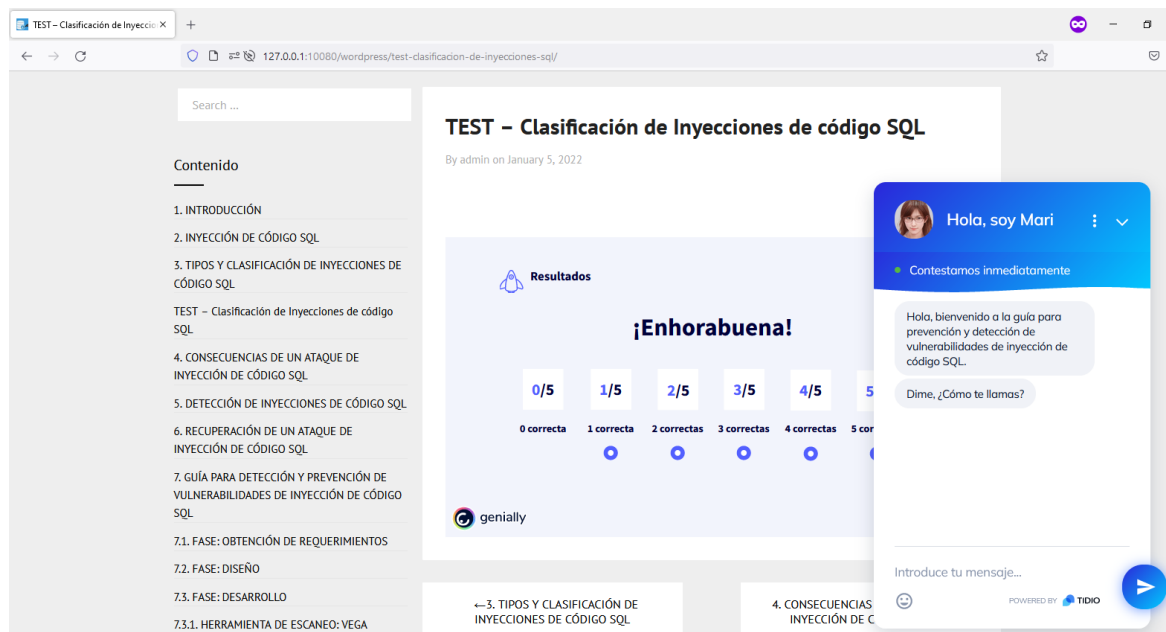 TEST – Clasificación de Inyeccio
127.0.0.1:10080/wordpress/test-clasificacion-de-inyecciones-sql/
Search ...
Contenido
1. INTRODUCCIÓN
2. INYECCIÓN DE CÓDIGO SQL
3. TIPOS Y CLASIFICACIÓN DE INYECCIONES DE
CÓDIGO SQL
TEST – Clasificación de Inyecciones de código
SQL
4. CONSECUENCIAS DE UN ATAQUE DE
INYECCIÓN DE CÓDIGO SQL
5. DETECCIÓN DE INYECCIONES DE CÓDIGO SQL
6. RECUPERACIÓN DE UN ATAQUE DE
INYECCIÓN DE CÓDIGO SQL
7. GUÍA PARA DETECCIÓN Y PREVENCIÓN DE
VULNERABILIDADES DE INYECCIÓN DE CÓDIGO
SQL
7.1. FASE: OBTENCIÓN DE REQUERIMIENTOS
7.2. FASE: DISEÑO
7.3. FASE: DESARROLLO
7.3.1. HERRAMIENTA DE ESCANEO: VEGA
TEST – Clasificación de Inyecciones de código SQL
By admin on January 5, 2022
Resultados
¡Enhorabuena!
0/5 1/5 2/5 3/5 4/5 5
0 correcta 1 correcta 2 correctas 3 correctas 4 correctas 5 cor
genially
←3. TIPOS Y CLASIFICACIÓN DE
INYECCIONES DE CÓDIGO SQL
4. CONSECUENCIAS
INYECCIÓN DE C
Hola, soy Mari
Contestamos inmediatamente
Hola, bienvenido a la guía para
prevención y detección de
vulnerabilidades de inyección de
código SQL.
Dime, ¿Cómo te llamas?
Introduce tu mensaje...
POWERED BY TIDIO